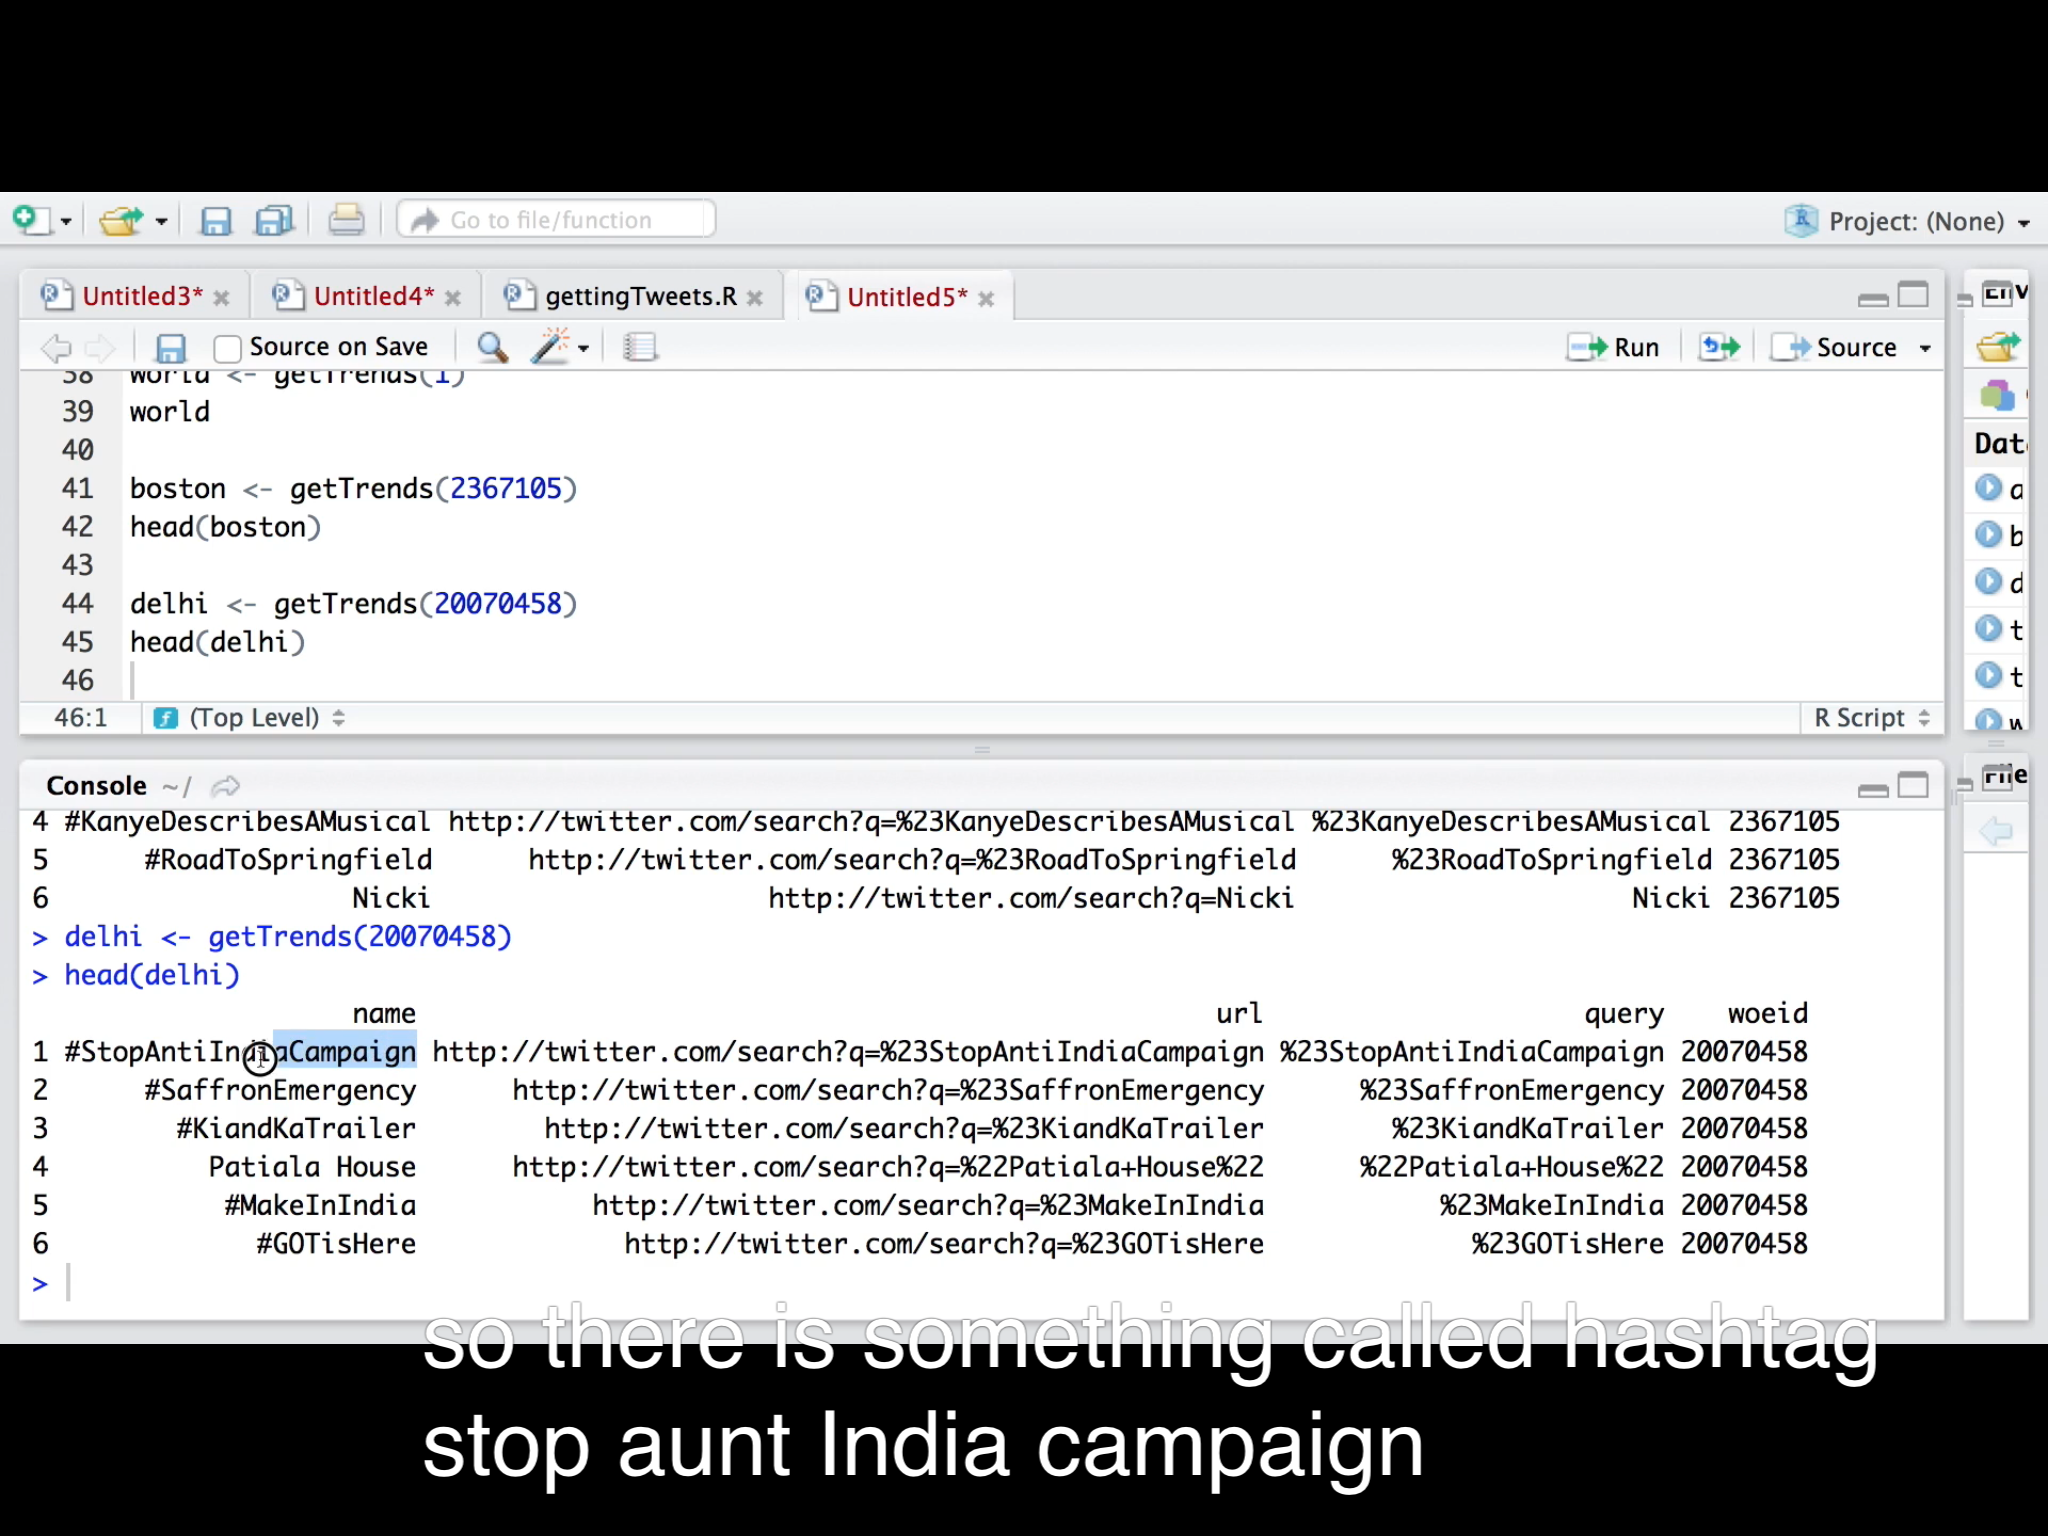 Go to file/function
Project: (None)
Untitled3*
Untitled4*
gettingTweets.R
Untitled5*
Source on Save
Run
Source
38 world <- getTrends(1)
39 world
40
41 boston <- getTrends(2367105)
42 head(boston)
43
44 delhi <- getTrends(20070458)
45 head(delhi)
46
46:1 (Top Level)
R Script
Console ~/
4 #KanyeDescribesAMusical http://twitter.com/search?q=%23KanyeDescribesAMusical %23KanyeDescribesAMusical 2367105
5 #RoadToSpringfield http://twitter.com/search?q=%23RoadToSpringfield %23RoadToSpringfield 2367105
6 Nicki http://twitter.com/search?q=Nicki Nicki 2367105
> delhi <- getTrends(20070458)
> head(delhi)
name url query woeid
1 #StopAntiIndiaCampaign http://twitter.com/search?q=%23StopAntiIndiaCampaign %23StopAntiIndiaCampaign 20070458
2 #SaffronEmergency http://twitter.com/search?q=%23SaffronEmergency %23SaffronEmergency 20070458
3 #KiandKaTrailer http://twitter.com/search?q=%23KiandKaTrailer %23KiandKaTrailer 20070458
4 Patiala House http://twitter.com/search?q=%22Patiala+House%22 %22Patiala+House%22 20070458
5 #MakeInIndia http://twitter.com/search?q=%23MakeInIndia %23MakeInIndia 20070458
6 #GOTisHere http://twitter.com/search?q=%23GOTisHere %23GOTisHere 20070458
>
Env
Dat
a
b
d
t
t
w
File
so there is something called hashtag
stop aunt India campaign